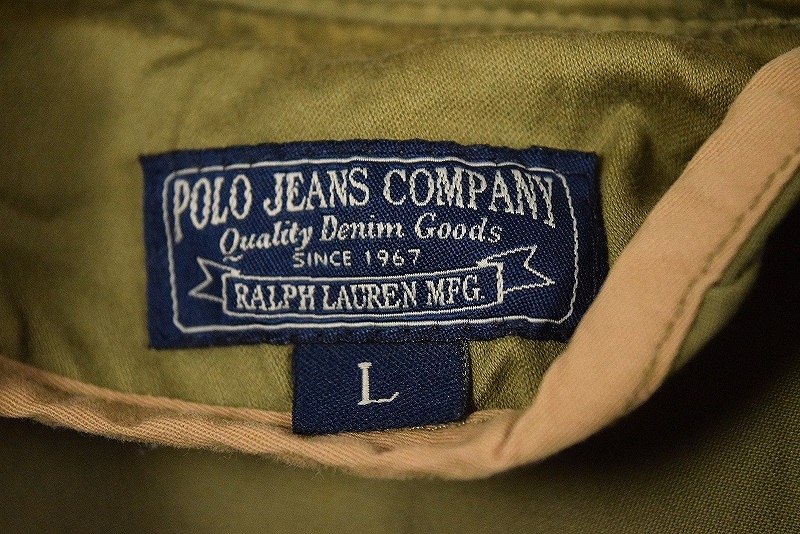 POLO JEANS COMPANY
Quality Denim Goods
SINCE 1967
RALPH LAUREN MFG.
L